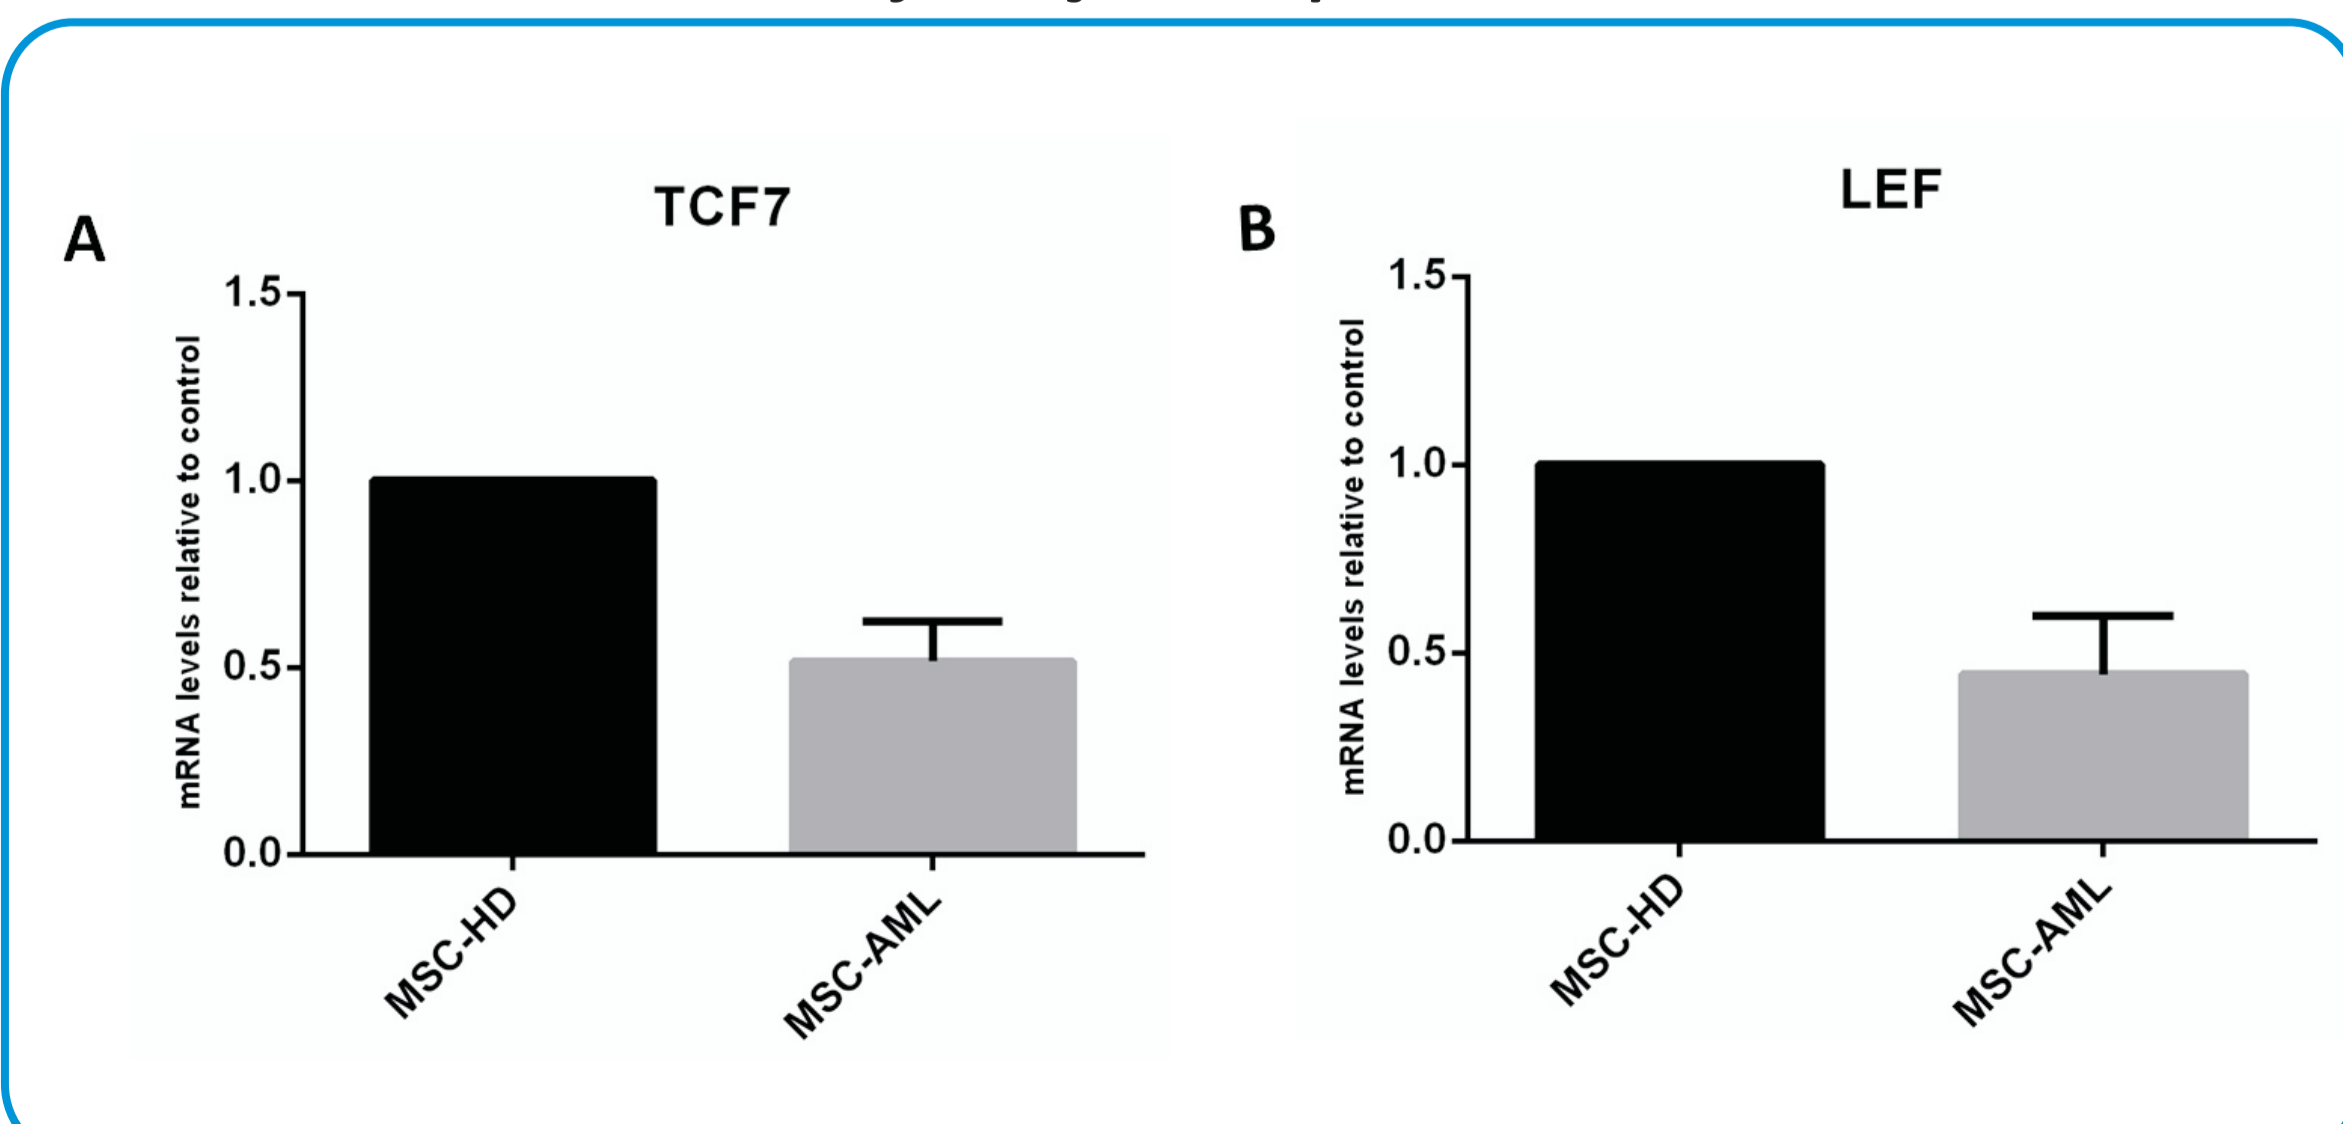 A
TCF7
mRNA levels relative to control
1.5
1.0
0.5
0.0
MSC-HD
MSC-AML
B
LEF
mRNA levels relative to control
1.5
1.0
0.5
0.0
MSC-HD
MSC-AML